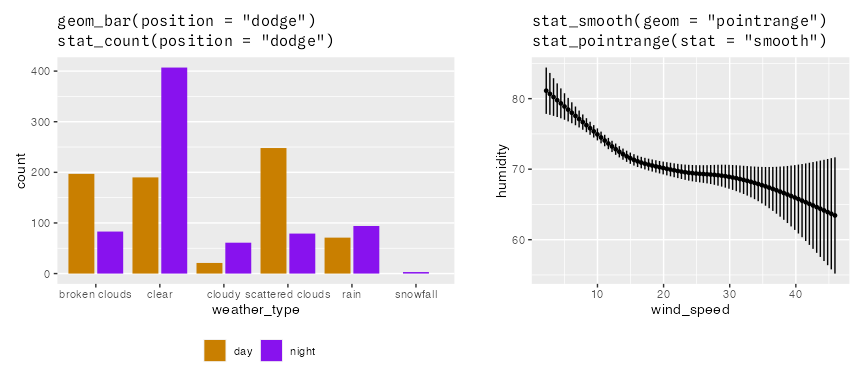 geom_bar(position = "dodge")
stat_count(position = "dodge")
400
300
200
100
0
count
broken clouds clear cloudy scattered clouds rain snowfall
weather_type
day night
stat_smooth(geom = "pointrange")
stat_pointrange(stat = "smooth")
80
70
60
humidity
10 20 30 40
wind_speed